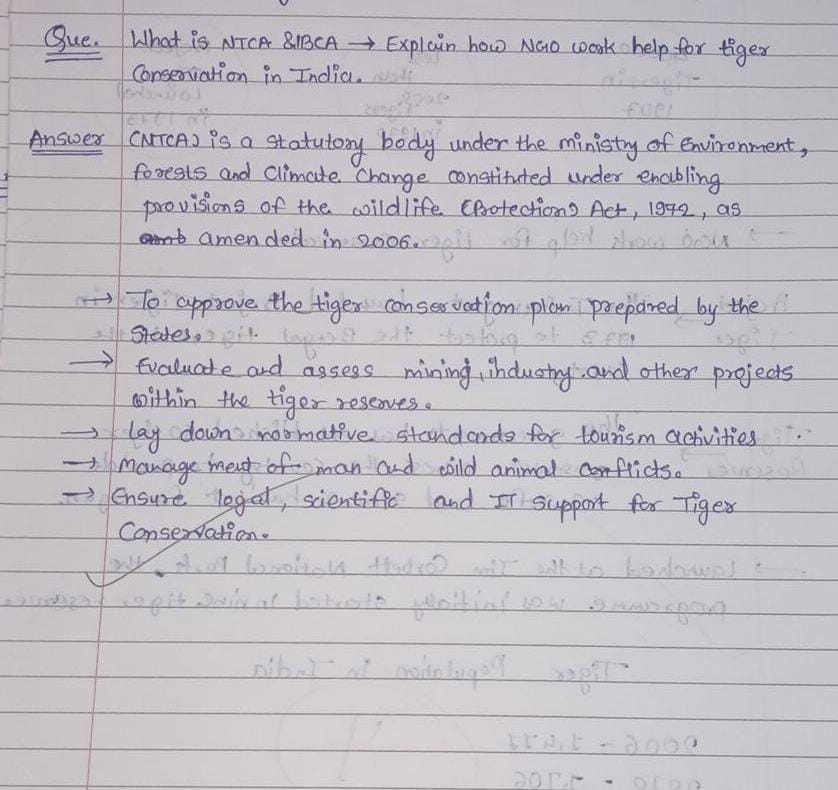 Que. What is NTCA & IBCA → Explain how NGO work help for tiger
Conservation in India.
Answer (NTCA) is a statutory body under the ministry of Environment,
forests and Climate Change constituted under enabling
provisions of the wildlife (Protection) Act, 1972, as
amended in 2006.
→ To approve the tiger conservation plan prepared by the
States.
→ Evaluate and assess mining, industry and other projects
within the tiger reserves.
→ lay down normative standards for tourism activities.
→ Management of man and wild animal conflicts.
→ Ensure legal, scientific and IT support for Tiger
Conservation.